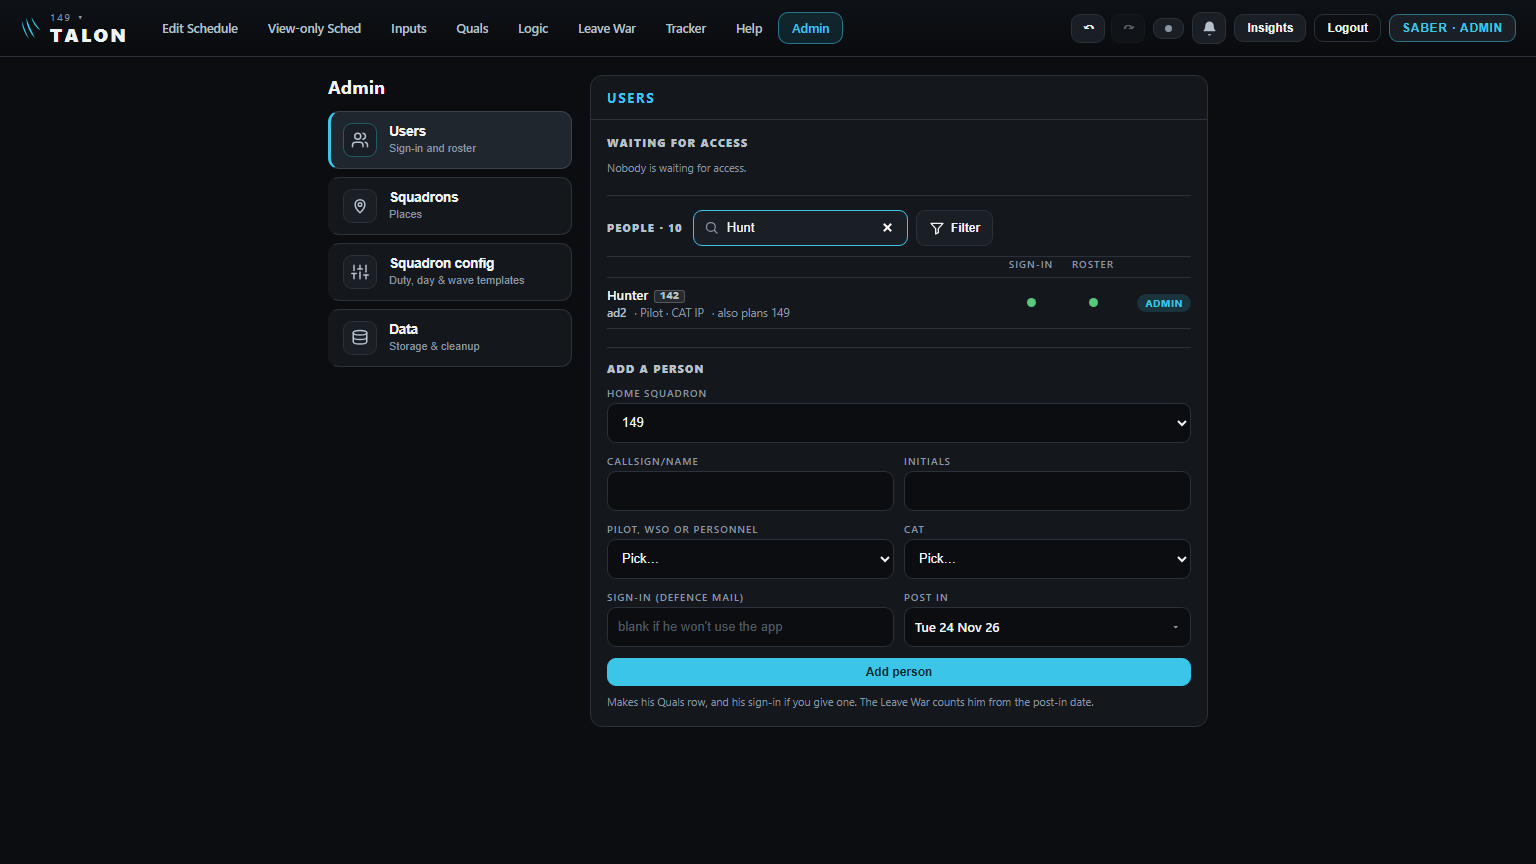 149 ▾
TALON
Edit Schedule
View-only Sched
Inputs
Quals
Logic
Leave War
Tracker
Help
Admin
Insights
Logout
SABER · ADMIN
Admin
Users
Sign-in and roster
Squadrons
Places
Squadron config
Duty, day & wave templates
Data
Storage & cleanup
USERS
WAITING FOR ACCESS
Nobody is waiting for access.
PEOPLE · 10
Hunt
Filter
SIGN-IN ROSTER
Hunter 142
ad2 · Pilot · CAT IP · also plans 149
ADMIN
ADD A PERSON
HOME SQUADRON
149
CALLSIGN/NAME
INITIALS
PILOT, WSO OR PERSONNEL
CAT
Pick...
Pick...
SIGN-IN (DEFENCE MAIL)
POST IN
blank if he won't use the app
Tue 24 Nov 26
Add person
Makes his Quals row, and his sign-in if you give one. The Leave War counts him from the post-in date.